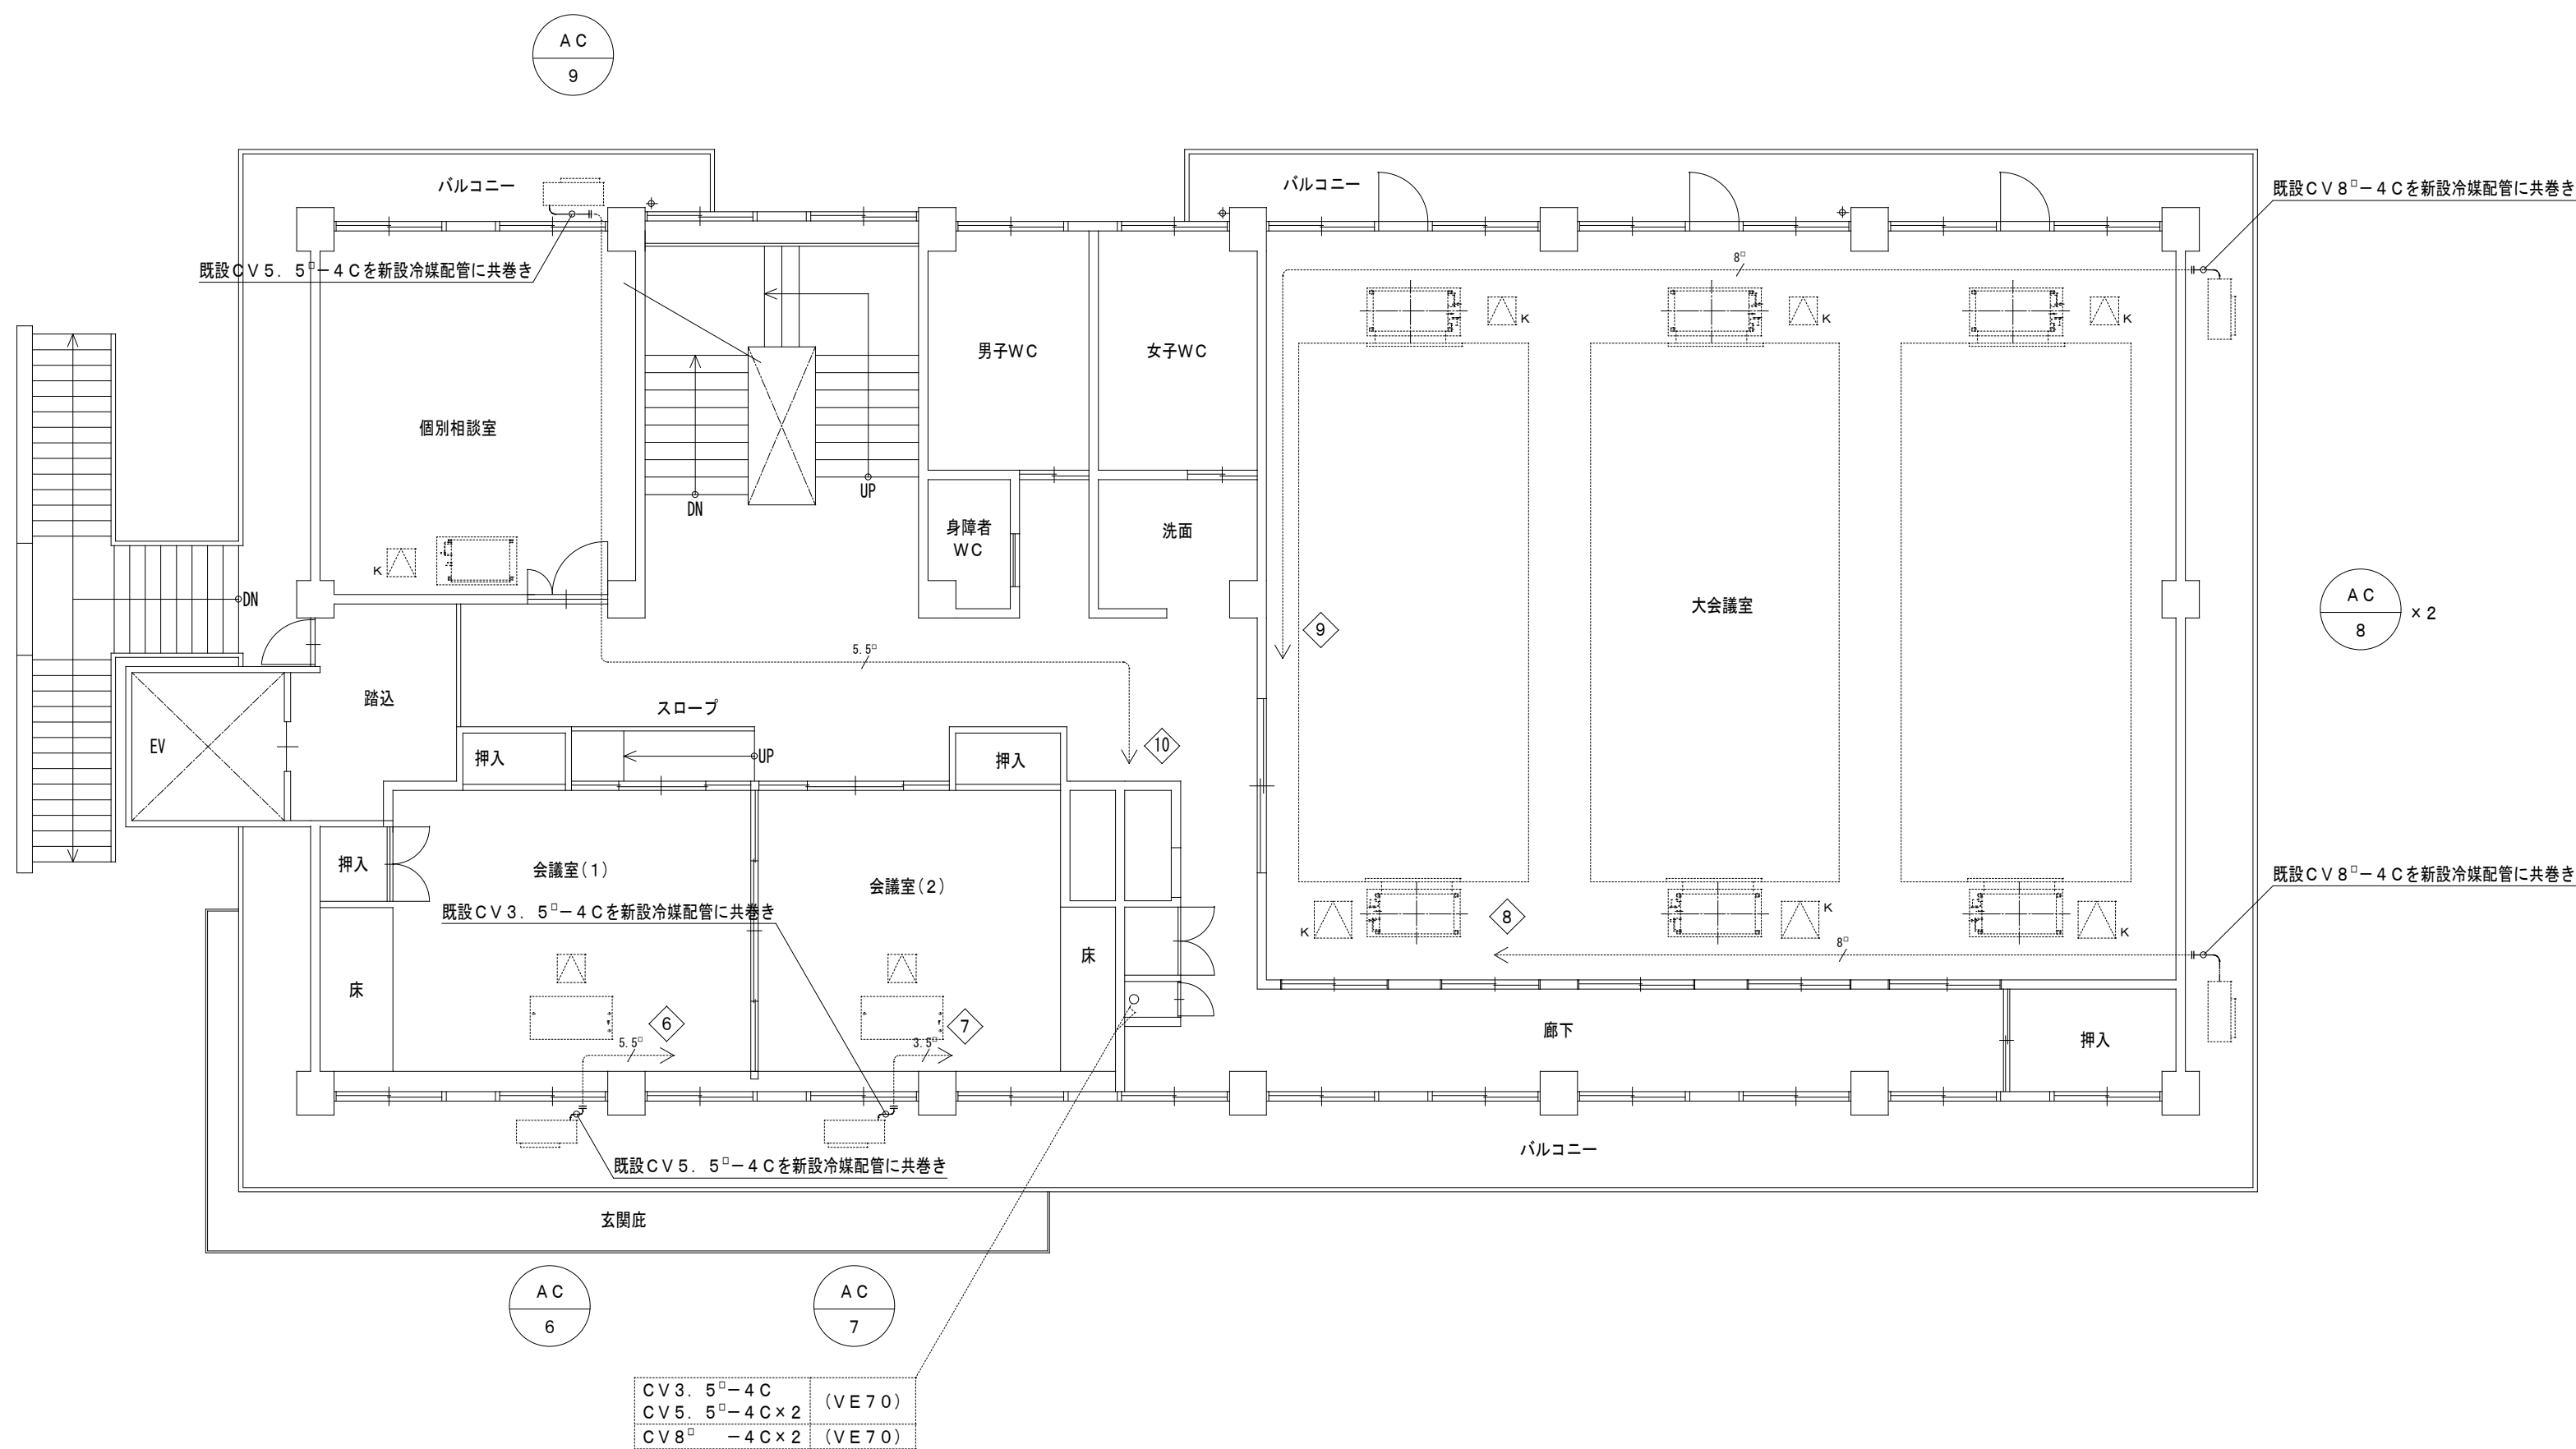 ＡＣ
９
バルコニー
バルコニー
既設ＣＶ８□－４Ｃを新設冷媒配管に共巻き
既設ＣＶ５．５□－４Ｃを新設冷媒配管に共巻き
8□
K
K
K
男子ＷＣ
女子ＷＣ
個別相談室
UP
DN
身障者
ＷＣ
洗面
K
DN
大会議室
ＡＣ
８
×２
9
5.5□
踏込
スロープ
EV
押入
UP
押入
10
押入
会議室(１)
会議室(２)
既設ＣＶ８□－４Ｃを新設冷媒配管に共巻き
既設ＣＶ３．５□－４Ｃを新設冷媒配管に共巻き
K
8
K
K
8□
床
床
6
7
5.5□
3.5□
廊下
押入
バルコニー
既設ＣＶ５．５□－４Ｃを新設冷媒配管に共巻き
玄関庇
ＡＣ
６
ＡＣ
７
ＣＶ３．５□－４Ｃ
(ＶＥ７０)
ＣＶ５．５□－４Ｃ×２
ＣＶ８□　－４Ｃ×２
(ＶＥ７０)